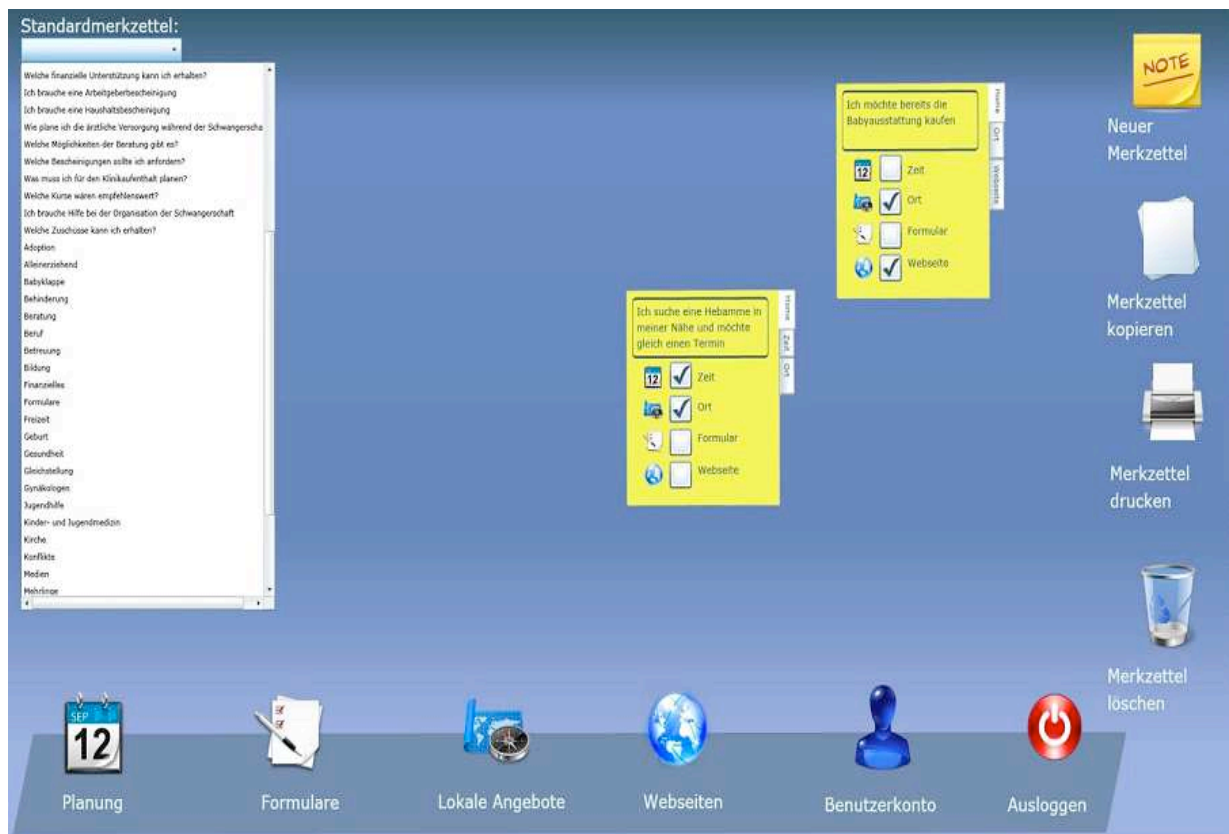 Standardmerkzettel:
Welche finanzielle Unterstützung kann ich erhalten?
Ich brauche eine Arbeitgeberbescheinigung
Ich brauche eine Haushaltsbescheinigung
Wie plane ich die ärztliche Versorgung während der Schwangerscha
Welche Möglichkeiten der Beratung gibt es?
Welche Bescheinigungen sollte ich anfordern?
Was muss ich für den Klinikaufenthalt planen?
Welche Kurse wären empfehlenswert?
Ich brauche Hilfe bei der Organisation der Schwangerschaft
Welche Zuschüsse kann ich erhalten?
Adoption
Alleinerziehend
Babyklappe
Behinderung
Beratung
Beruf
Betreuung
Bildung
Finanzielles
Formulare
Freizeit
Geburt
Gesundheit
Gleichstellung
Gynäkologen
Jugendhilfe
Kinder- und Jugendmedizin
Kirche
Konflikte
Medien
Mehrlinge
Ich möchte bereits die
Babyausstattung kaufen
12
Zeit
Ort
Formular
Webseite
Home
Ort
Webseite
Ich suche eine Hebamme in
meiner Nähe und möchte
gleich einen Termin
12
Zeit
Ort
Formular
Webseite
Home
Zeit
Ort
NOTE
Neuer
Merkzettel
Merkzettel
kopieren
Merkzettel
drucken
Merkzettel
löschen
SEP
12
Planung
Formulare
Lokale Angebote
Webseiten
Benutzerkonto
Ausloggen